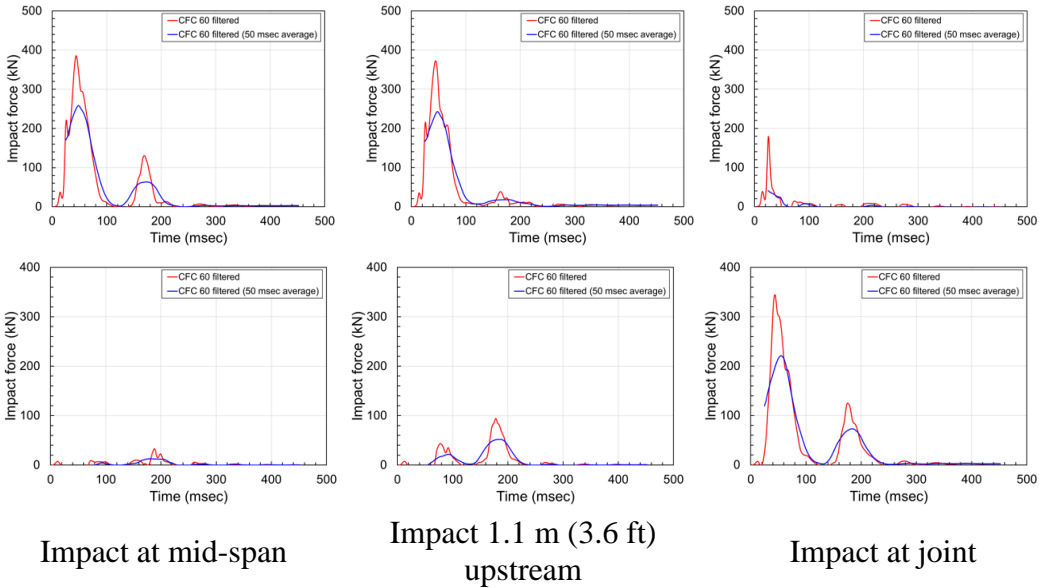 CFC 60 filtered
CFC 60 filtered (50 msec average)
500
400
300
200
100
0
Impact force (kN)
0 100 200 300 400 500
Time (msec)
CFC 60 filtered
CFC 60 filtered (50 msec average)
500
400
300
200
100
0
Impact force (kN)
0 100 200 300 400 500
Time (msec)
CFC 60 filtered
CFC 60 filtered (50 msec average)
500
400
300
200
100
0
Impact force (kN)
0 100 200 300 400 500
Time (msec)
CFC 60 filtered
CFC 60 filtered (50 msec average)
400
300
200
100
0
Impact force (kN)
0 100 200 300 400 500
Time (msec)
CFC 60 filtered
CFC 60 filtered (50 msec average)
400
300
200
100
0
Impact force (kN)
0 100 200 300 400 500
Time (msec)
CFC 60 filtered
CFC 60 filtered (50 msec average)
400
300
200
100
0
Impact force (kN)
0 100 200 300 400 500
Time (msec)
Impact at mid-span
Impact 1.1 m (3.6 ft)
upstream
Impact at joint